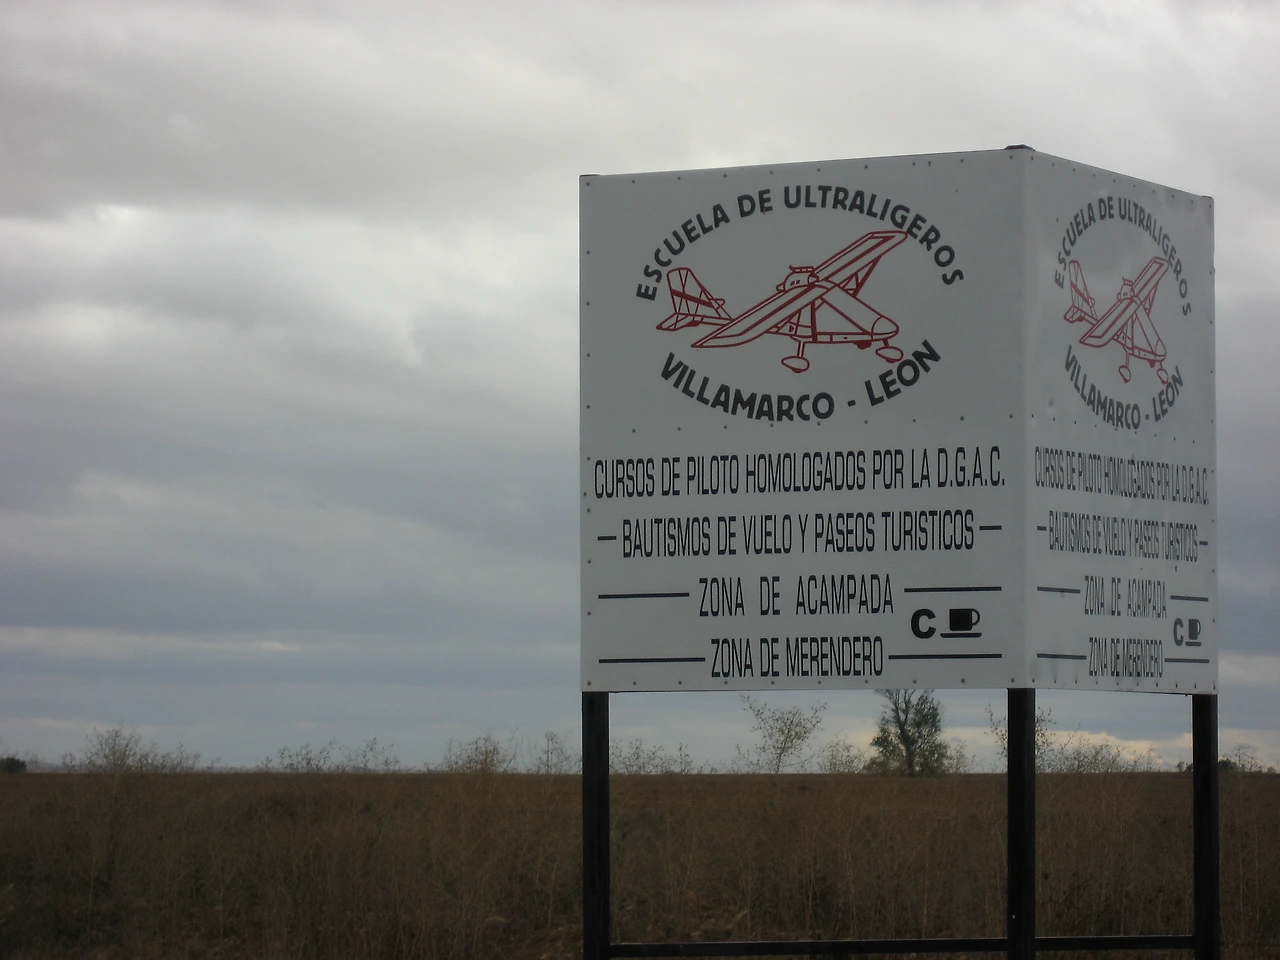 ESCUELA DE ULTRALIGEROS
VILLAMARCO - LEON
CURSOS DE PILOTO HOMOLOGADOS POR LA D.G.A.C.
BAUTISMOS DE VUELO Y PASEOS TURISTICOS
ZONA DE ACAMPADA
C
ZONA DE MERENDERO
ESCUELA DE ULTRALIGEROS
VILLAMARCO - LEON
CURSOS DE PILOTO HOMOLOGADOS POR LA D.G.A.C.
BAUTISMOS DE VUELO Y PASEOS TURISTICOS
ZONA DE ACAMPADA
C
ZONA DE MERENDERO